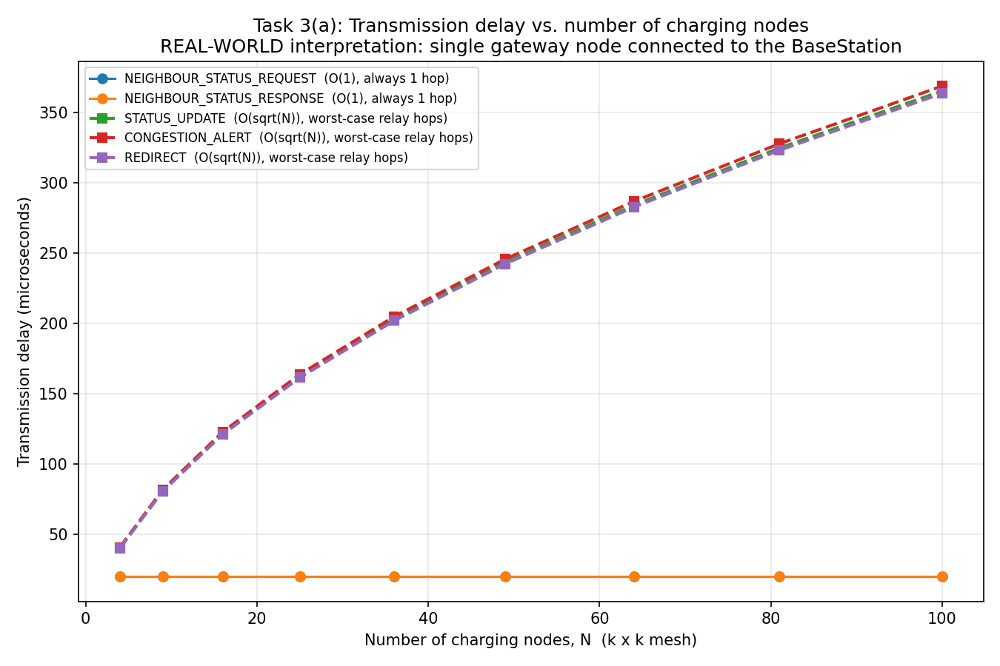 Task 3(a): Transmission delay vs. number of charging nodes
REAL-WORLD interpretation: single gateway node connected to the BaseStation
NEIGHBOUR_STATUS_REQUEST (O(1), always 1 hop)
NEIGHBOUR_STATUS_RESPONSE (O(1), always 1 hop)
STATUS_UPDATE (O(sqrt(N)), worst-case relay hops)
CONGESTION_ALERT (O(sqrt(N)), worst-case relay hops)
REDIRECT (O(sqrt(N)), worst-case relay hops)
Transmission delay (microseconds)
350
300
250
200
150
100
50
0 20 40 60 80 100
Number of charging nodes, N (k x k mesh)